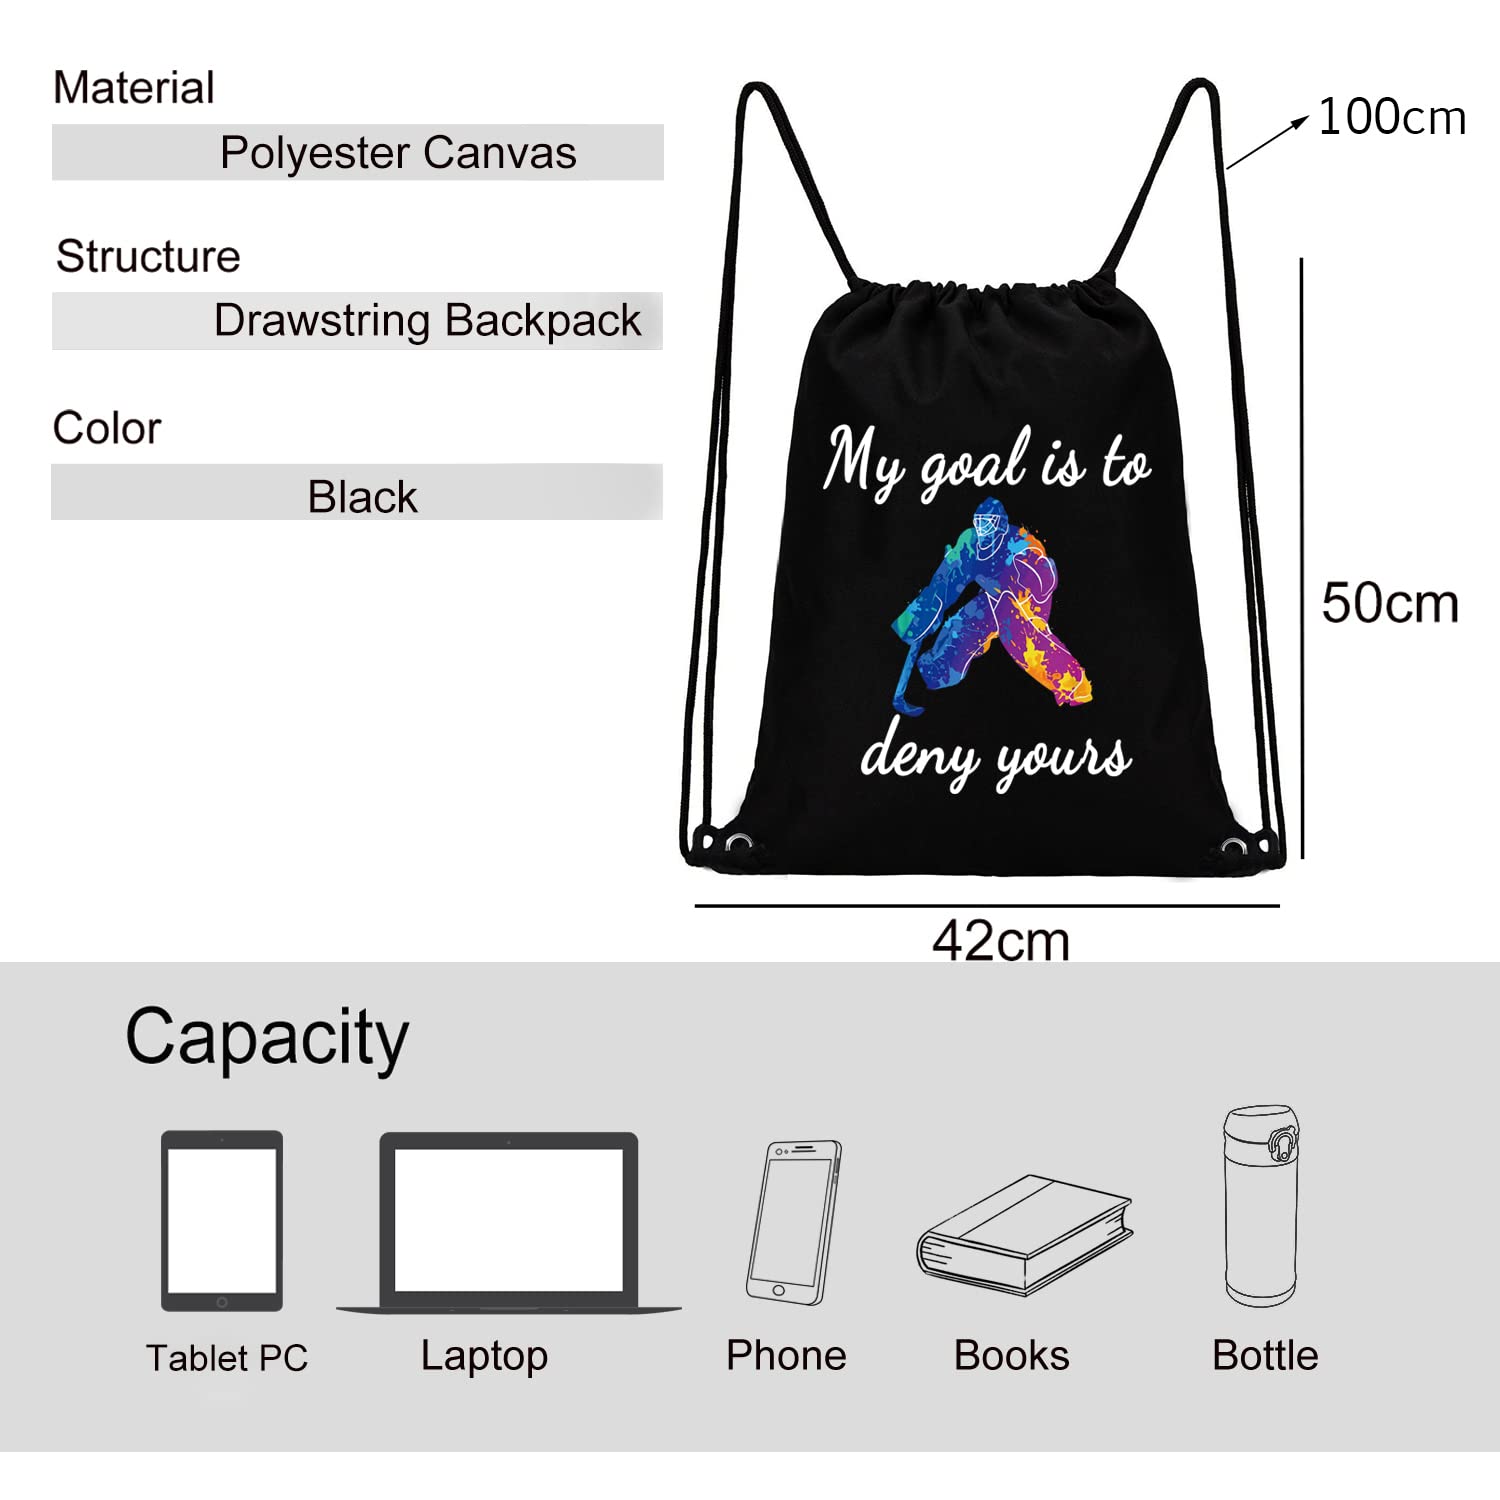 Material
Polyester Canvas
Structure
Drawstring Backpack
Color
Black
100cm
My goal is to
deny yours
50cm
42cm
Capacity
Tablet PC
Laptop
Phone
Books
Bottle